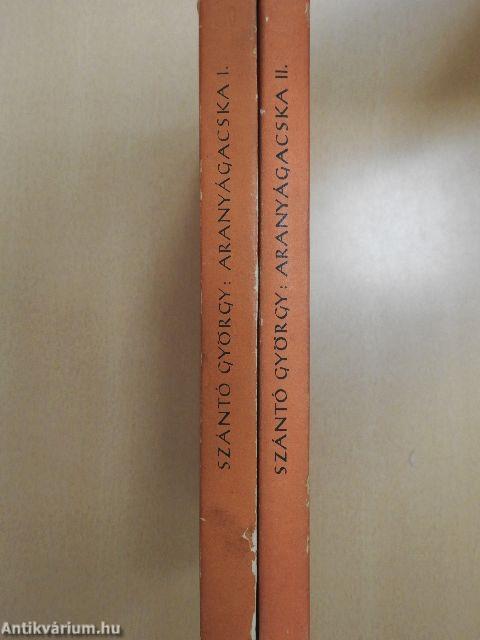 SZÁNTÓ GYÖRGY: ARANYÁGACSKA I.
SZÁNTÓ GYÖRGY: ARANYÁGACSKA II.
Antikvárium.hu